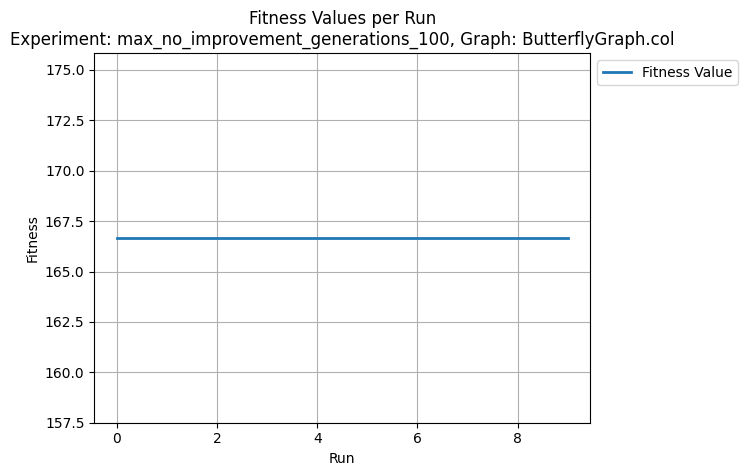 Fitness Values per Run
Experiment: max_no_improvement_generations_100, Graph: ButterflyGraph.col
Fitness Value
175.0
172.5
170.0
167.5
165.0
162.5
160.0
157.5
Fitness
0 2 4 6 8
Run